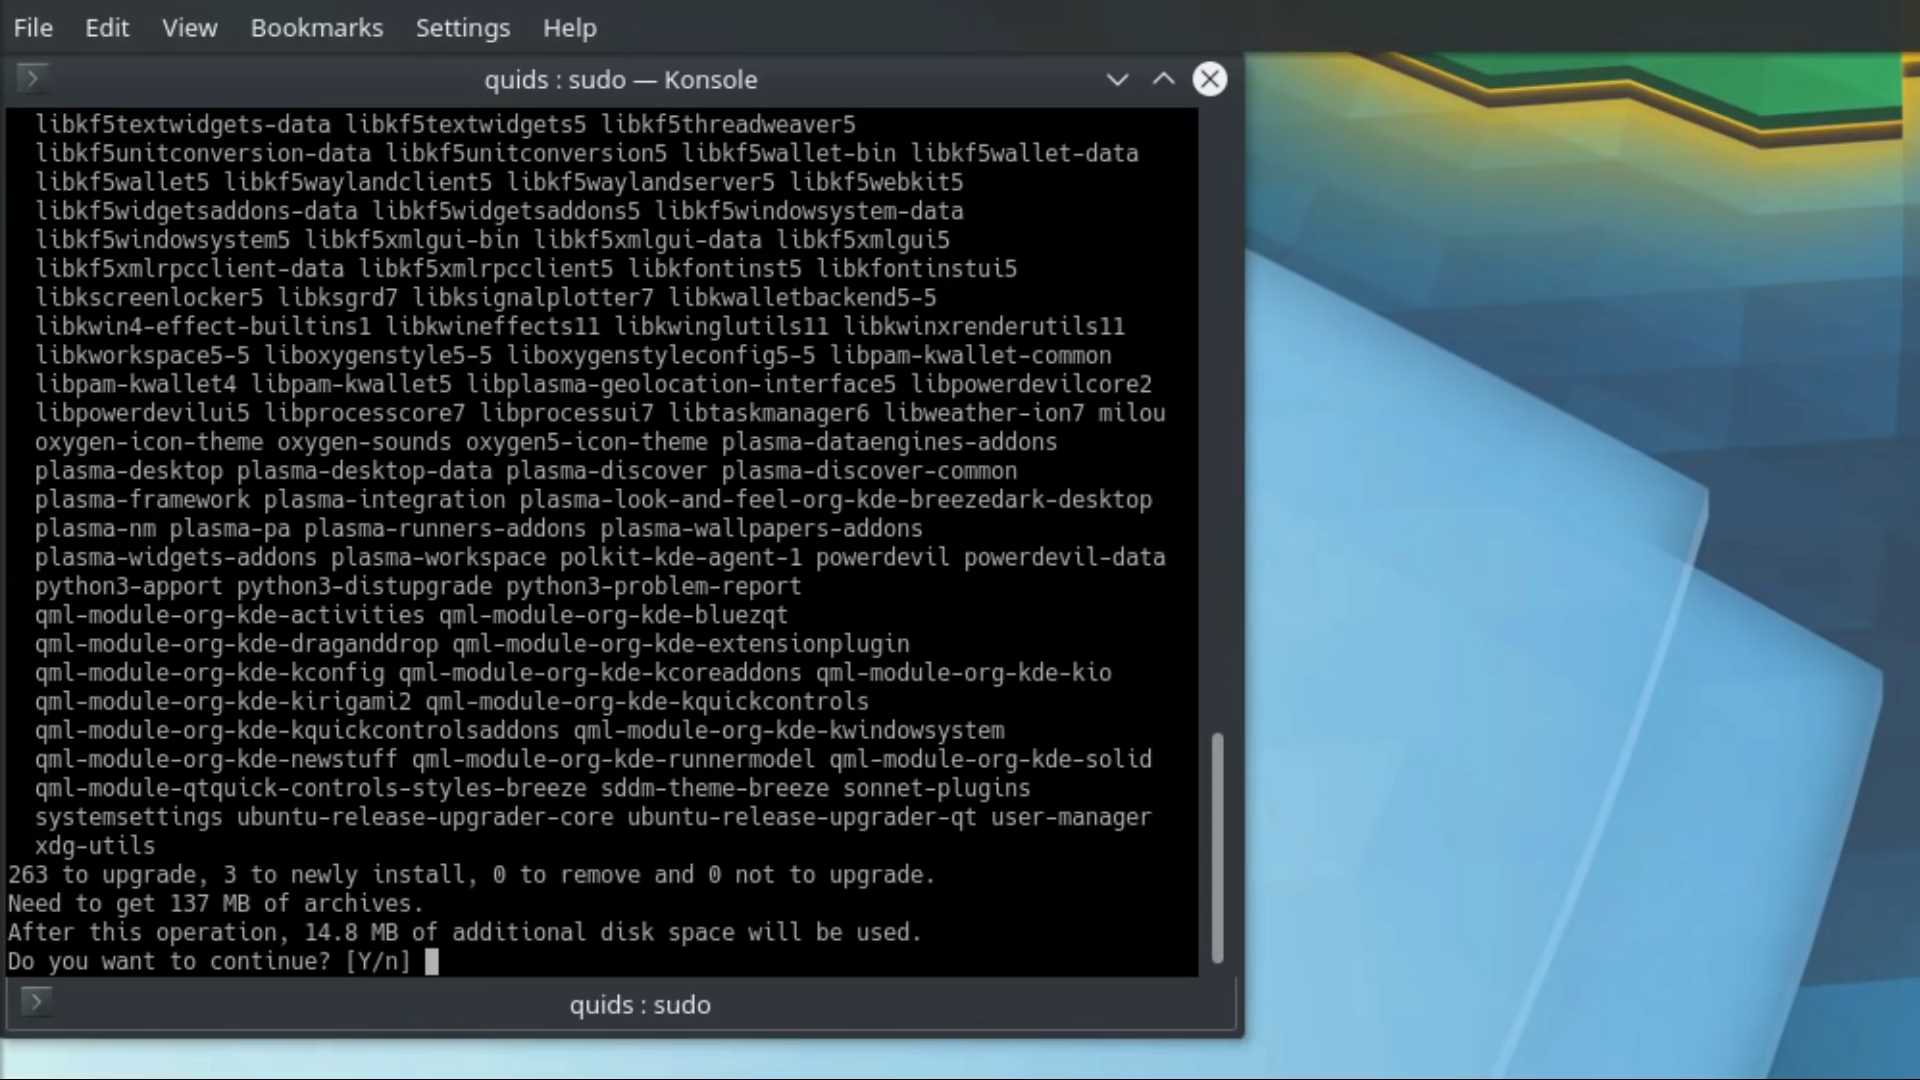 File Edit View Bookmarks Settings Help
quids : sudo — Konsole
libkf5textwidgets-data libkf5textwidgets5 libkf5threadweaver5
libkf5unitconversion-data libkf5unitconversion5 libkf5wallet-bin libkf5wallet-data
libkf5wallet5 libkf5waylandclient5 libkf5waylandserver5 libkf5webkit5
libkf5widgetsaddons-data libkf5widgetsaddons5 libkf5windowsystem-data
libkf5windowsystem5 libkf5xmlgui-bin libkf5xmlgui-data libkf5xmlgui5
libkf5xmlrpcclient-data libkf5xmlrpcclient5 libkfontinst5 libkfontinstui5
libkscreenlocker5 libksgrd7 libksignalplotter7 libkwalletbackend5-5
libkwin4-effect-builtins1 libkwineffects11 libkwinglutils11 libkwinxrenderutils11
libkworkspace5-5 liboxygenstyle5-5 liboxygenstyleconfig5-5 libpam-kwallet-common
libpam-kwallet4 libpam-kwallet5 libplasma-geolocation-interface5 libpowerdevilcore2
libpowerdevilui5 libprocesscore7 libprocessui7 libtaskmanager6 libweather-ion7 milou
oxygen-icon-theme oxygen-sounds oxygen5-icon-theme plasma-dataengines-addons
plasma-desktop plasma-desktop-data plasma-discover plasma-discover-common
plasma-framework plasma-integration plasma-look-and-feel-org-kde-breezedark-desktop
plasma-nm plasma-pa plasma-runners-addons plasma-wallpapers-addons
plasma-widgets-addons plasma-workspace polkit-kde-agent-1 powerdevil powerdevil-data
python3-apport python3-distupgrade python3-problem-report
qml-module-org-kde-activities qml-module-org-kde-bluezqt
qml-module-org-kde-draganddrop qml-module-org-kde-extensionplugin
qml-module-org-kde-kconfig qml-module-org-kde-kcoreaddons qml-module-org-kde-kio
qml-module-org-kde-kirigami2 qml-module-org-kde-kquickcontrols
qml-module-org-kde-kquickcontrolsaddons qml-module-org-kde-kwindowsystem
qml-module-org-kde-newstuff qml-module-org-kde-runnermodel qml-module-org-kde-solid
qml-module-qtquick-controls-styles-breeze sddm-theme-breeze sonnet-plugins
systemsettings ubuntu-release-upgrader-core ubuntu-release-upgrader-qt user-manager
xdg-utils
263 to upgrade, 3 to newly install, 0 to remove and 0 not to upgrade.
Need to get 137 MB of archives.
After this operation, 14.8 MB of additional disk space will be used.
Do you want to continue? [Y/n]
quids : sudo